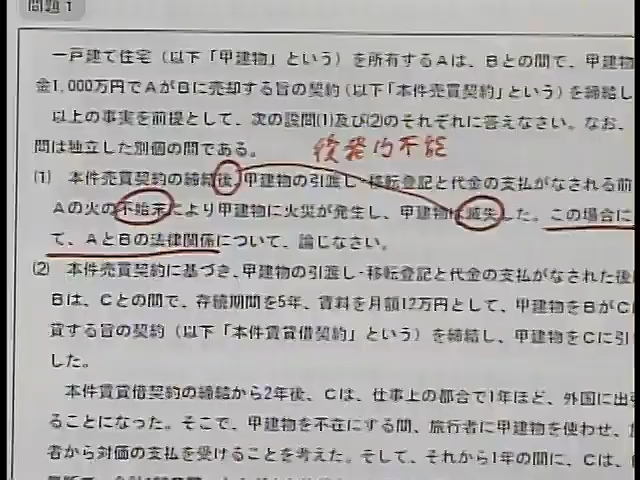 問題1
一戸建て住宅（以下「甲建物」という）を所有するAは、Bとの間で、甲建物
金1,000万円でAがBに売却する旨の契約（以下「本件売買契約」という）を締結し
以上の事実を前提として、次の設問(1)及び(2)のそれぞれに答えなさい。なお、
問は独立した別個の問である。
後発的不能
(1) 本件売買契約の締結後、甲建物の引渡し・移転登記と代金の支払がなされる前
Aの火の不始末により甲建物に火災が発生し、甲建物は滅失した。この場合に
て、AとBの法律関係について、論じなさい。
(2) 本件売買契約に基づき、甲建物の引渡し・移転登記と代金の支払がなされた後
Bは、Cとの間で、存続期間を5年、賃料を月額12万円として、甲建物をBがC
貸する旨の契約（以下「本件賃貸借契約」という）を締結し、甲建物をCに引
した。
本件賃貸借契約の締結から2年後、Cは、仕事上の都合で1年ほど、外国に出
ることになった。そこで、甲建物を不在にする間、旅行者に甲建物を使わせ、
者から対価の支払を受けることを考えた。そして、それから1年の間に、Cは、